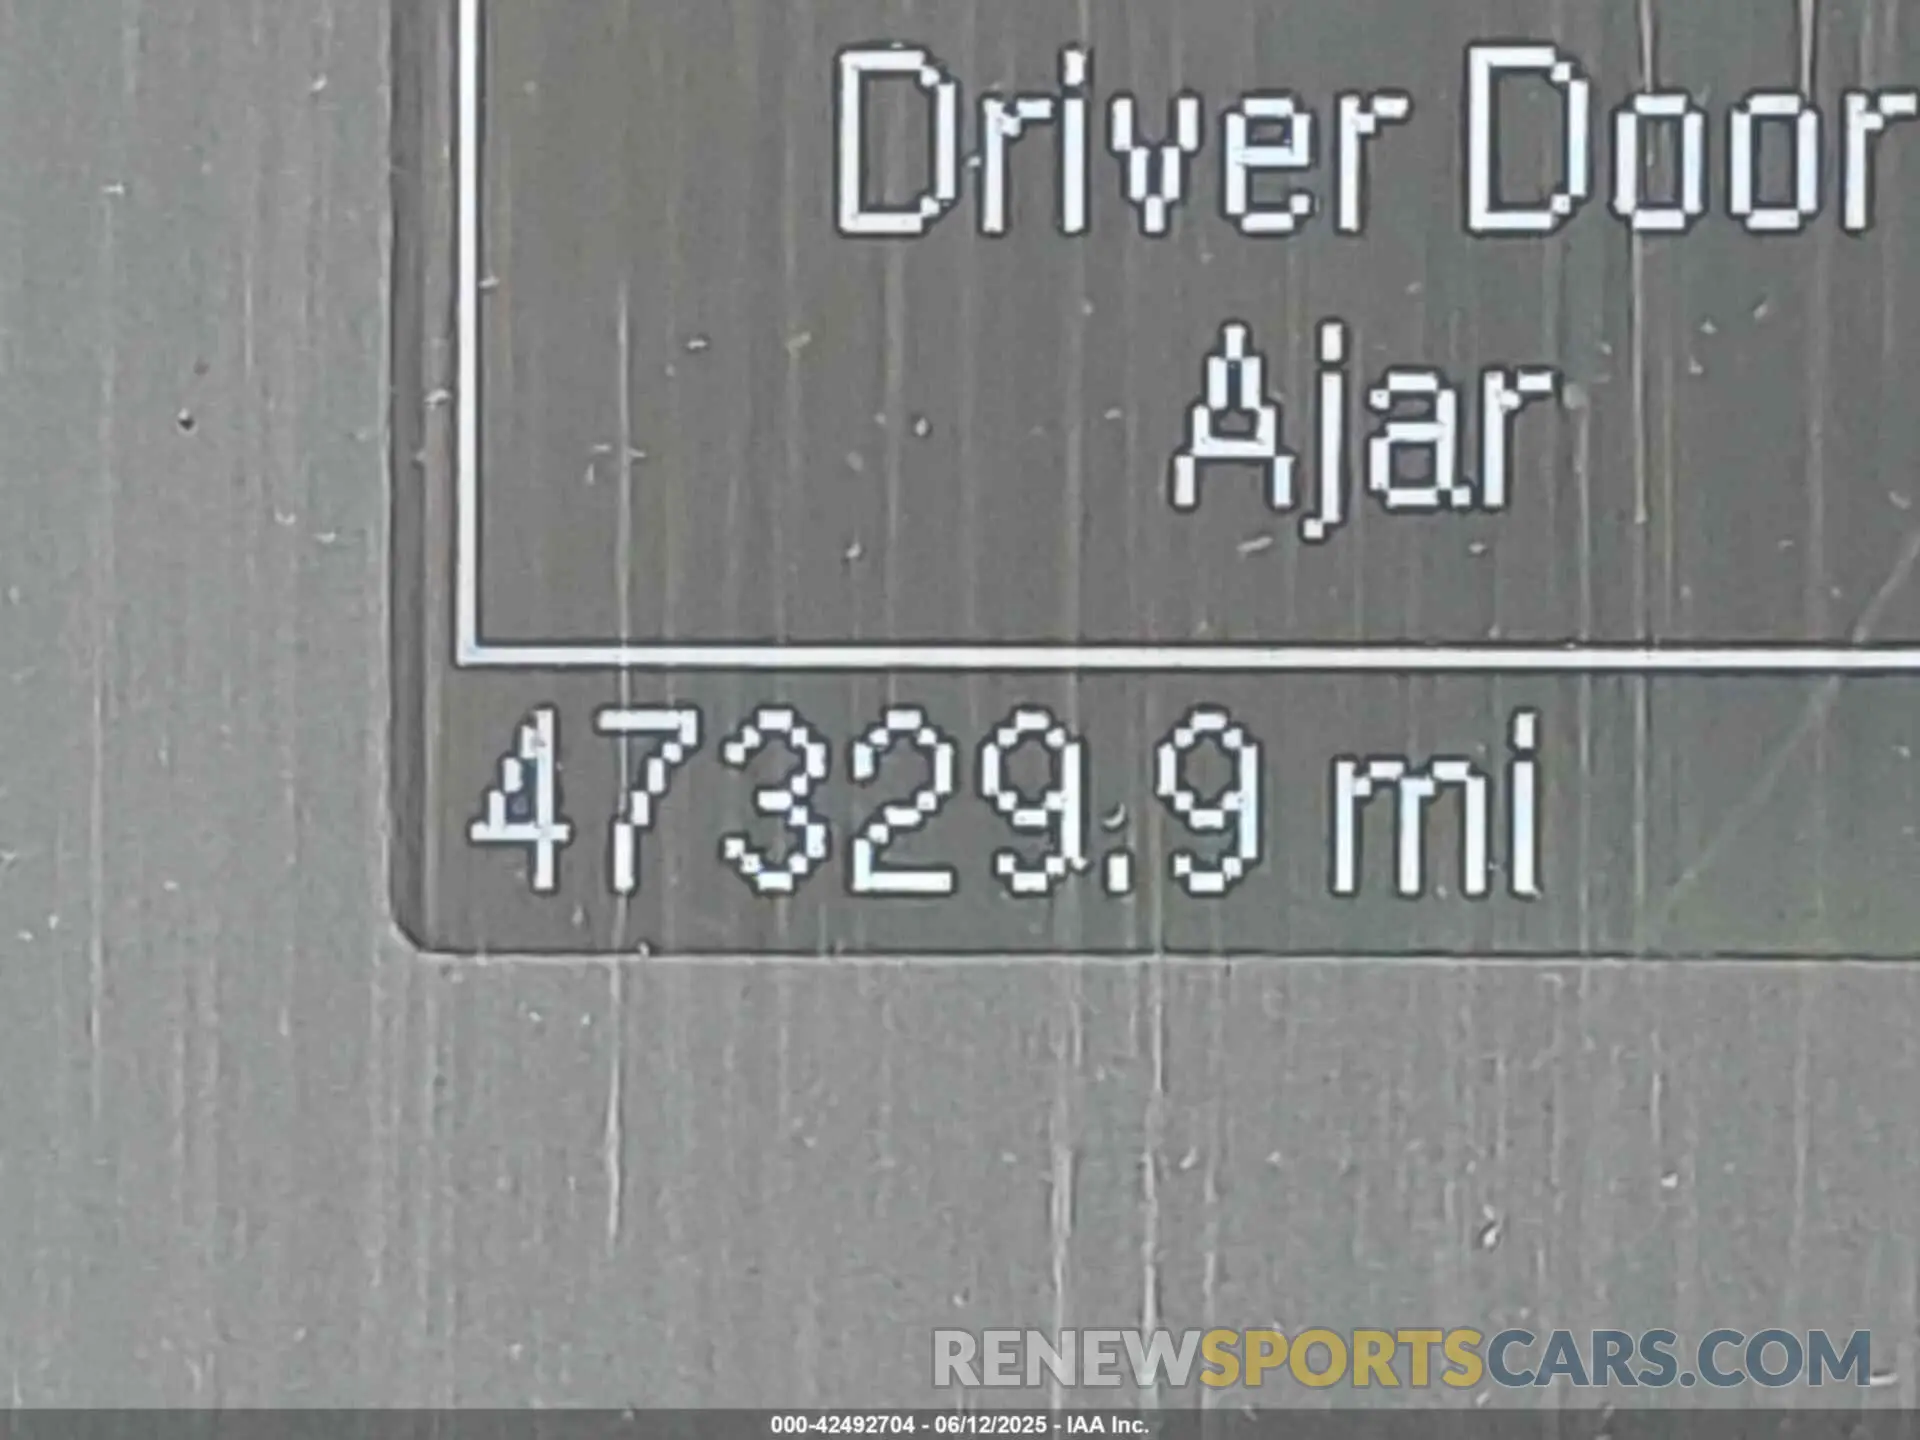 Driver Door
Ajar
47329.9 mi
RENEWSPORTSCARS.COM
000-42492704 - 06/12/2025 - IAA Inc.